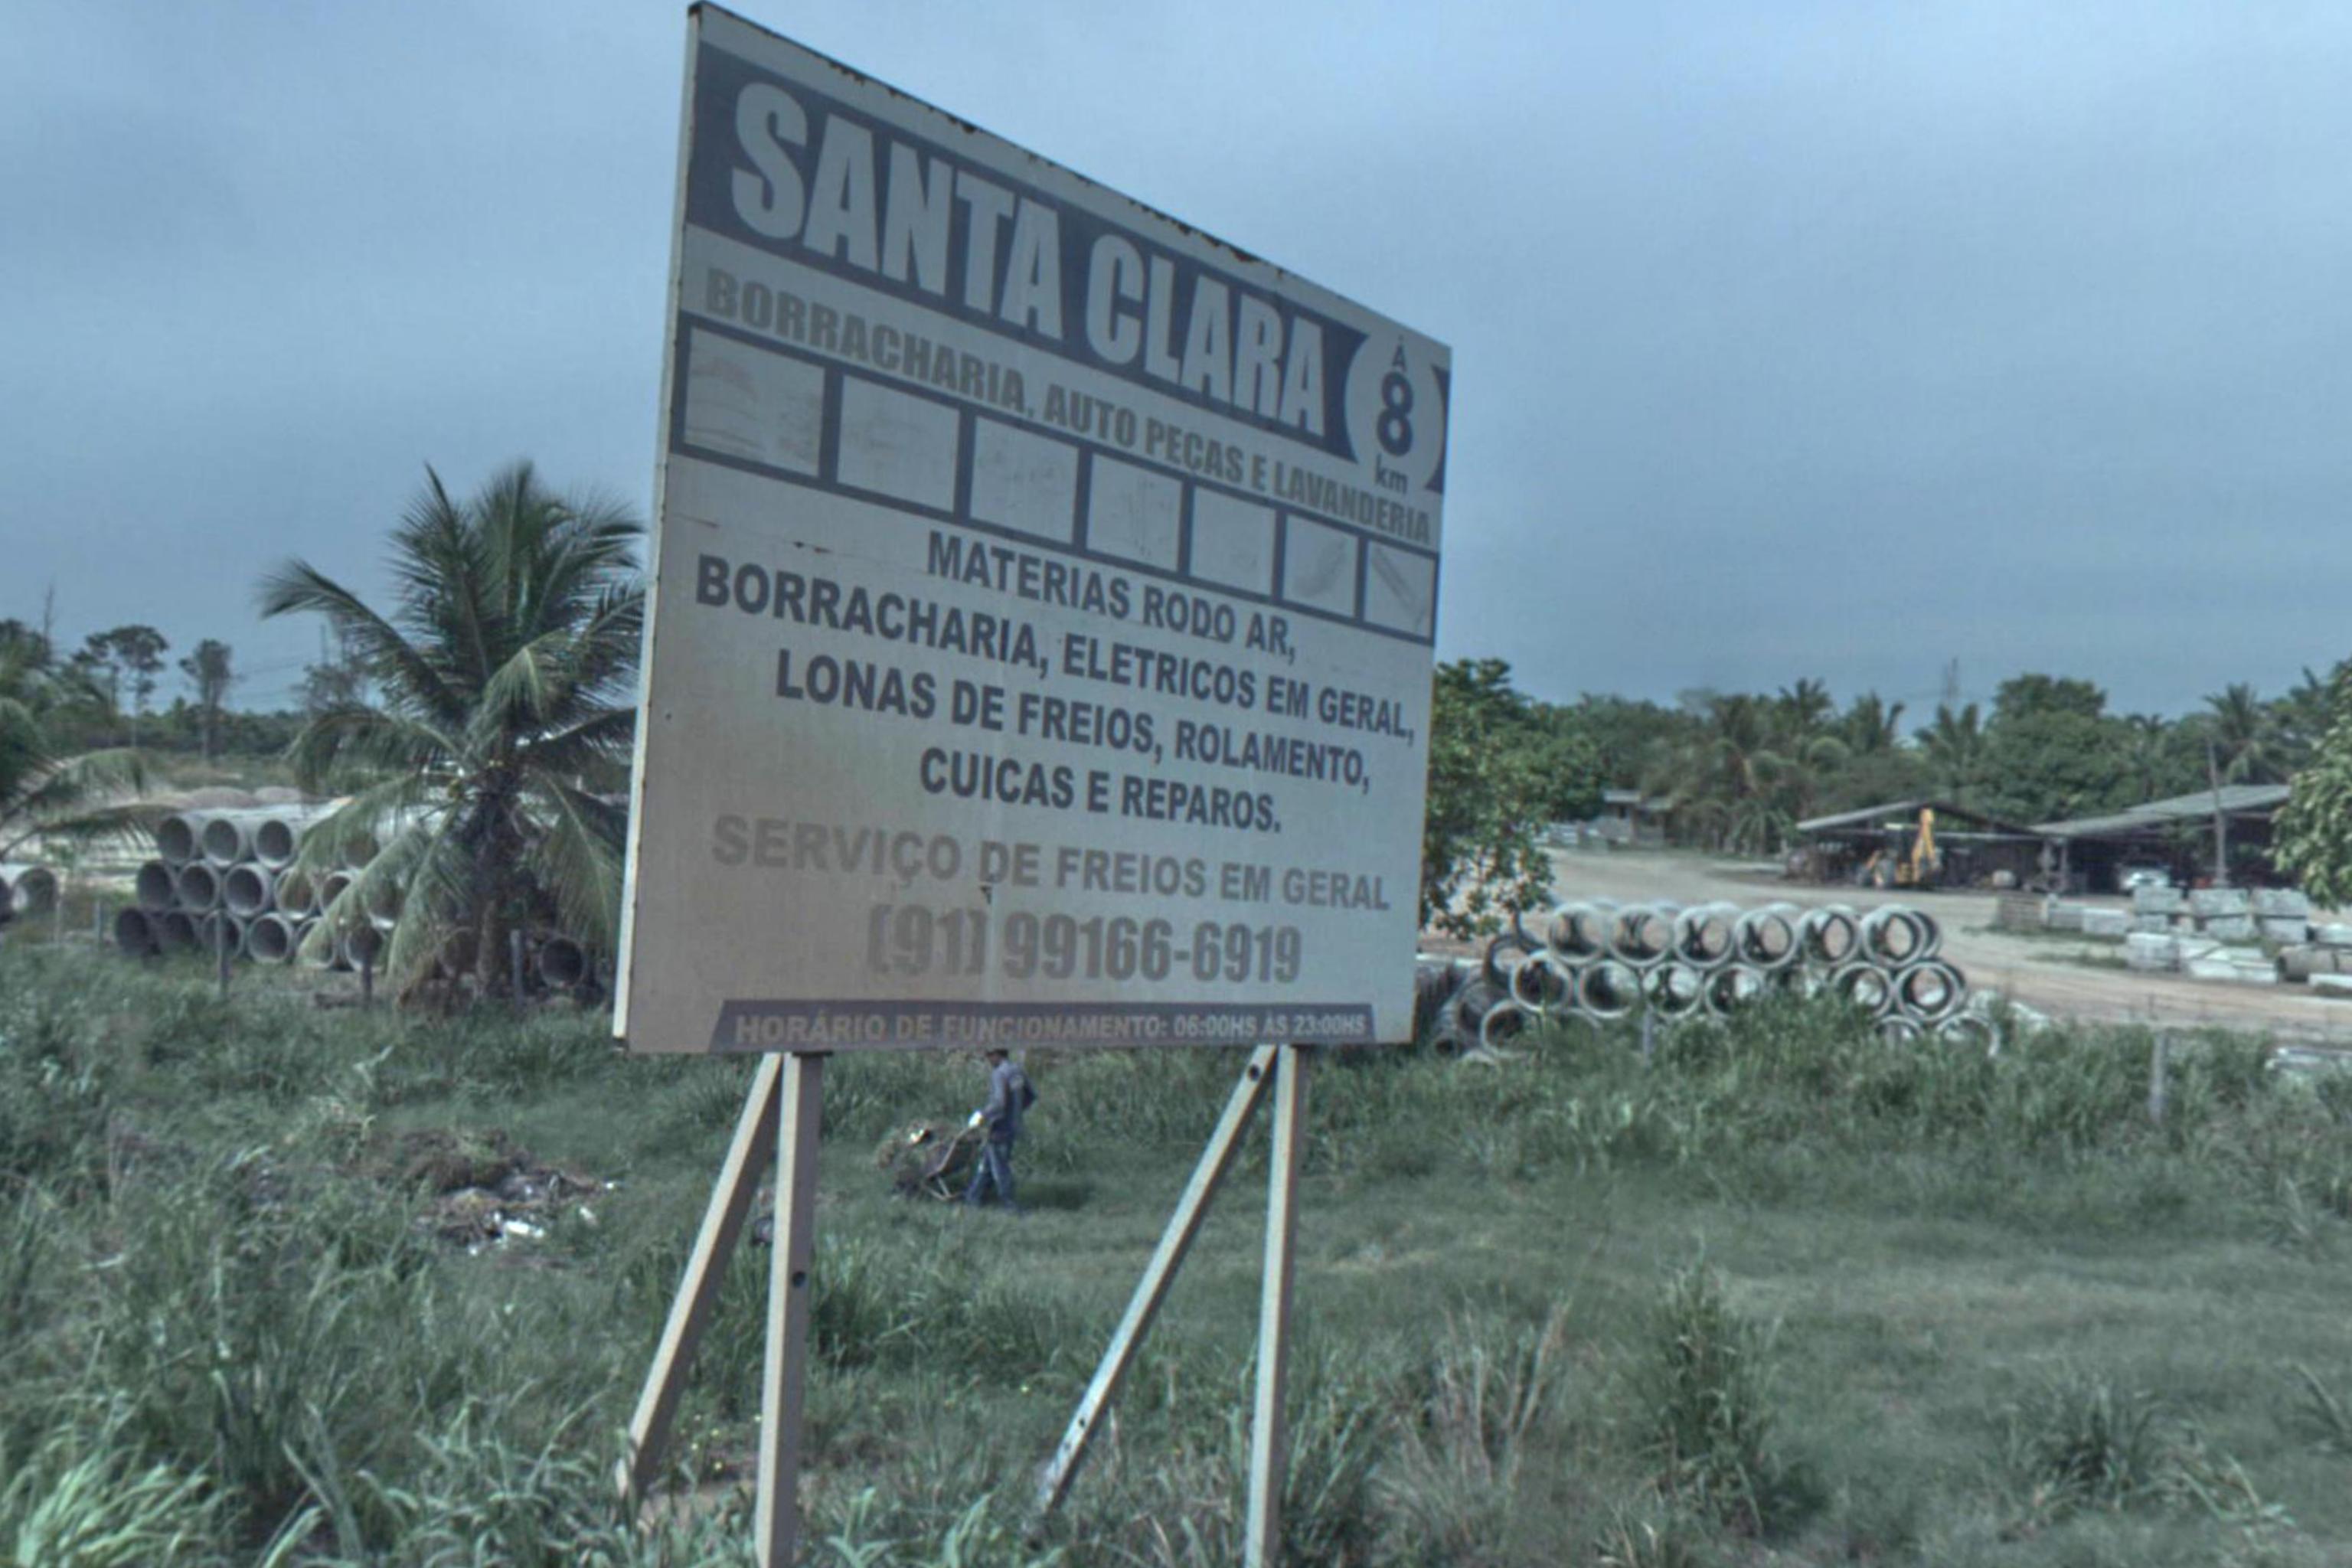 SANTA CLARA
À
8
km
BORRACHARIA, AUTO PEÇAS E LAVANDERIA
MATERIAS RODO AR,
BORRACHARIA, ELETRICOS EM GERAL,
LONAS DE FREIOS, ROLAMENTO,
CUICAS E REPAROS.
SERVIÇO DE FREIOS EM GERAL
(91) 99166-6919
HORÁRIO DE FUNCIONAMENTO: 06:00HS ÀS 23:00HS